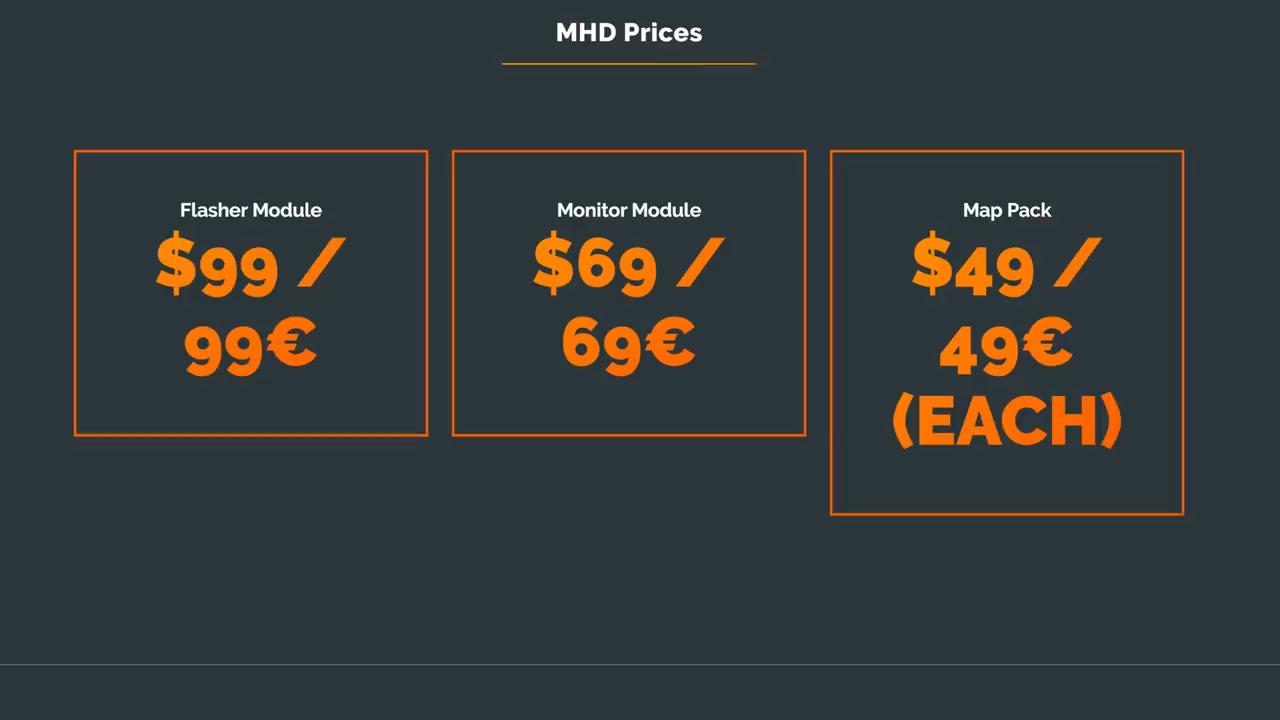 MHD Prices
Flasher Module
$99 /
99€
Monitor Module
$69 /
69€
Map Pack
$49 /
49€
(EACH)